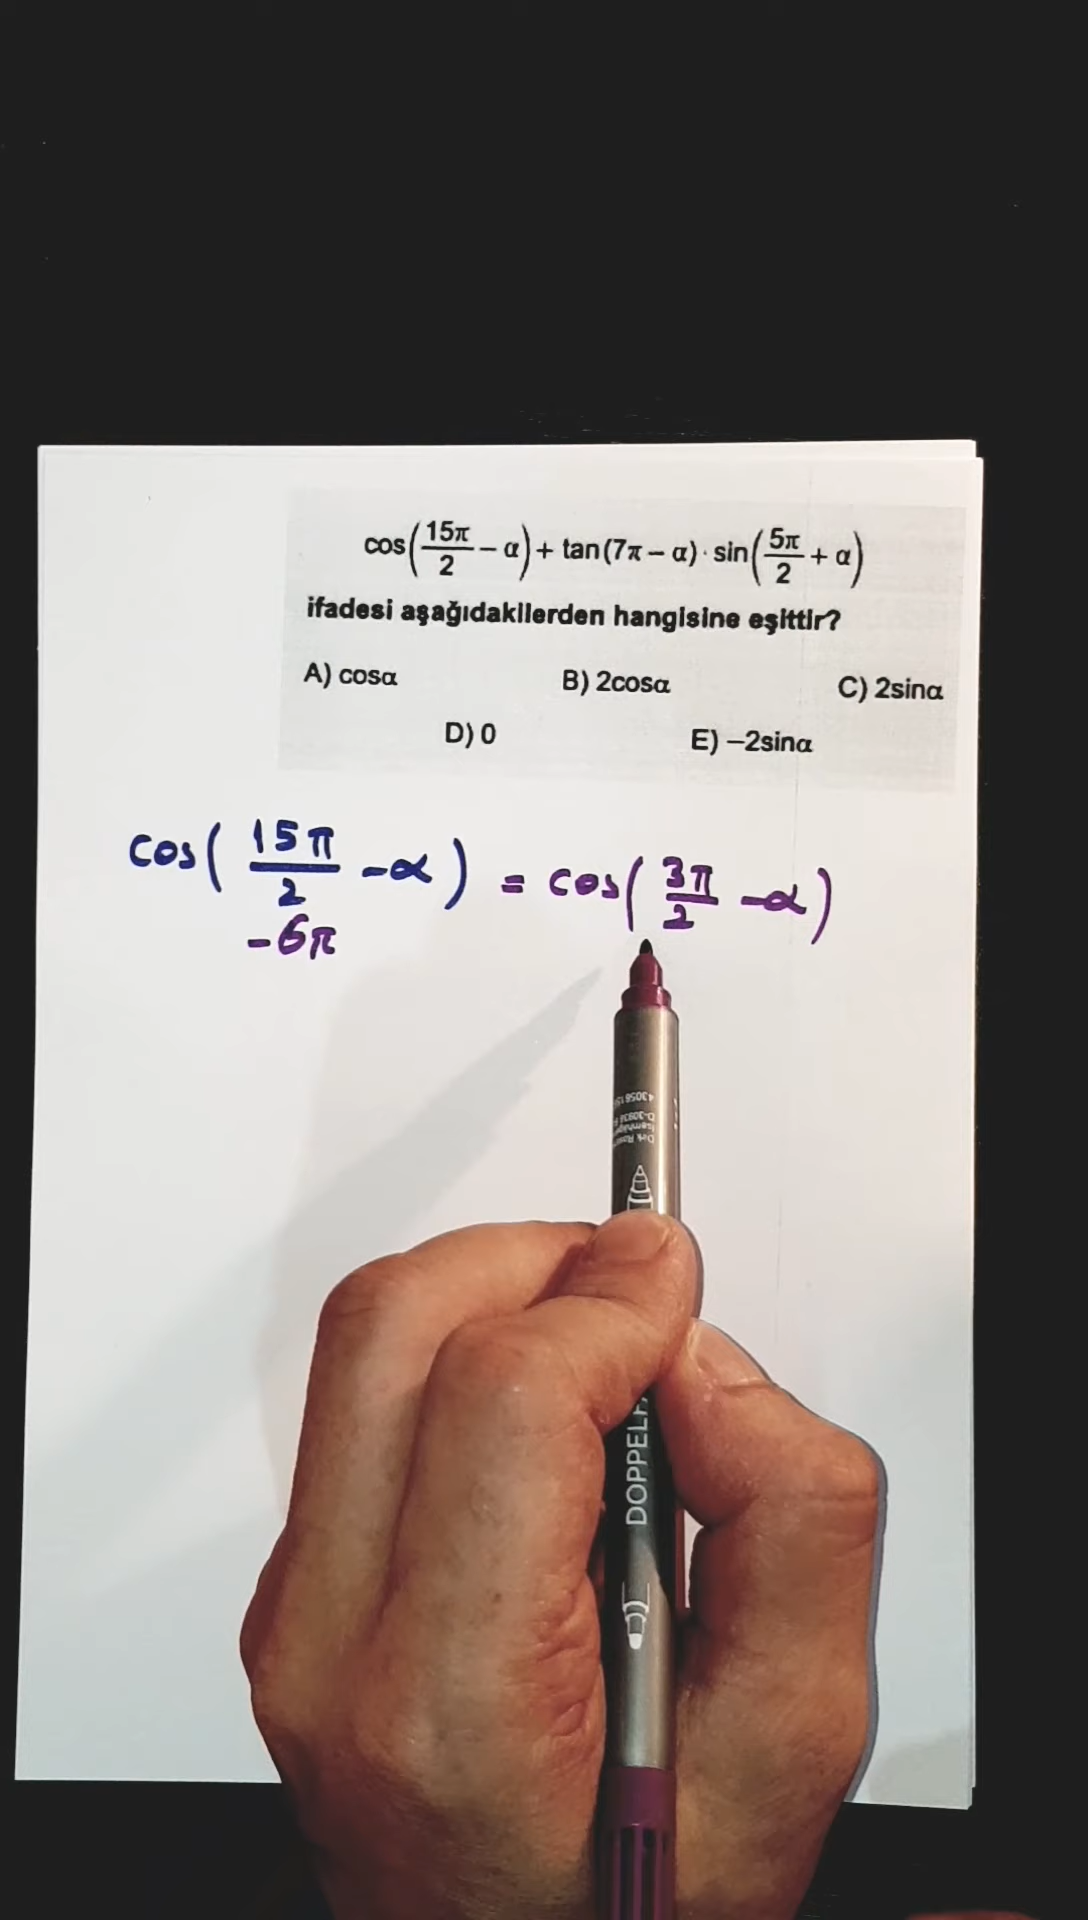 cos(15π/2 − α) + tan(7π − α) · sin(5π/2 + α)
ifadesi aşağıdakilerden hangisine eşittir?
A) cosα B) 2cosα C) 2sinα
D) 0 E) −2sinα
cos(15π/2 − α) = cos(3π/2 − α)
−6π
DOPPELF